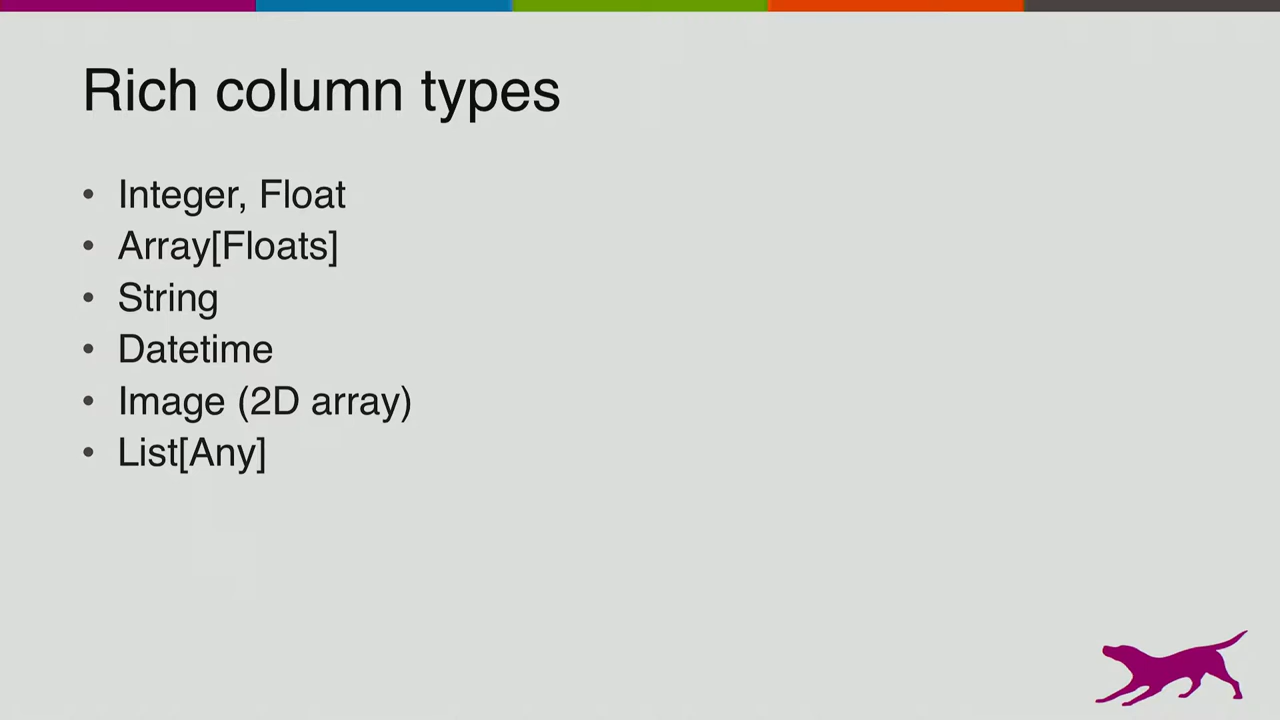 Rich column types
• Integer, Float
• Array[Floats]
• String
• Datetime
• Image (2D array)
• List[Any]